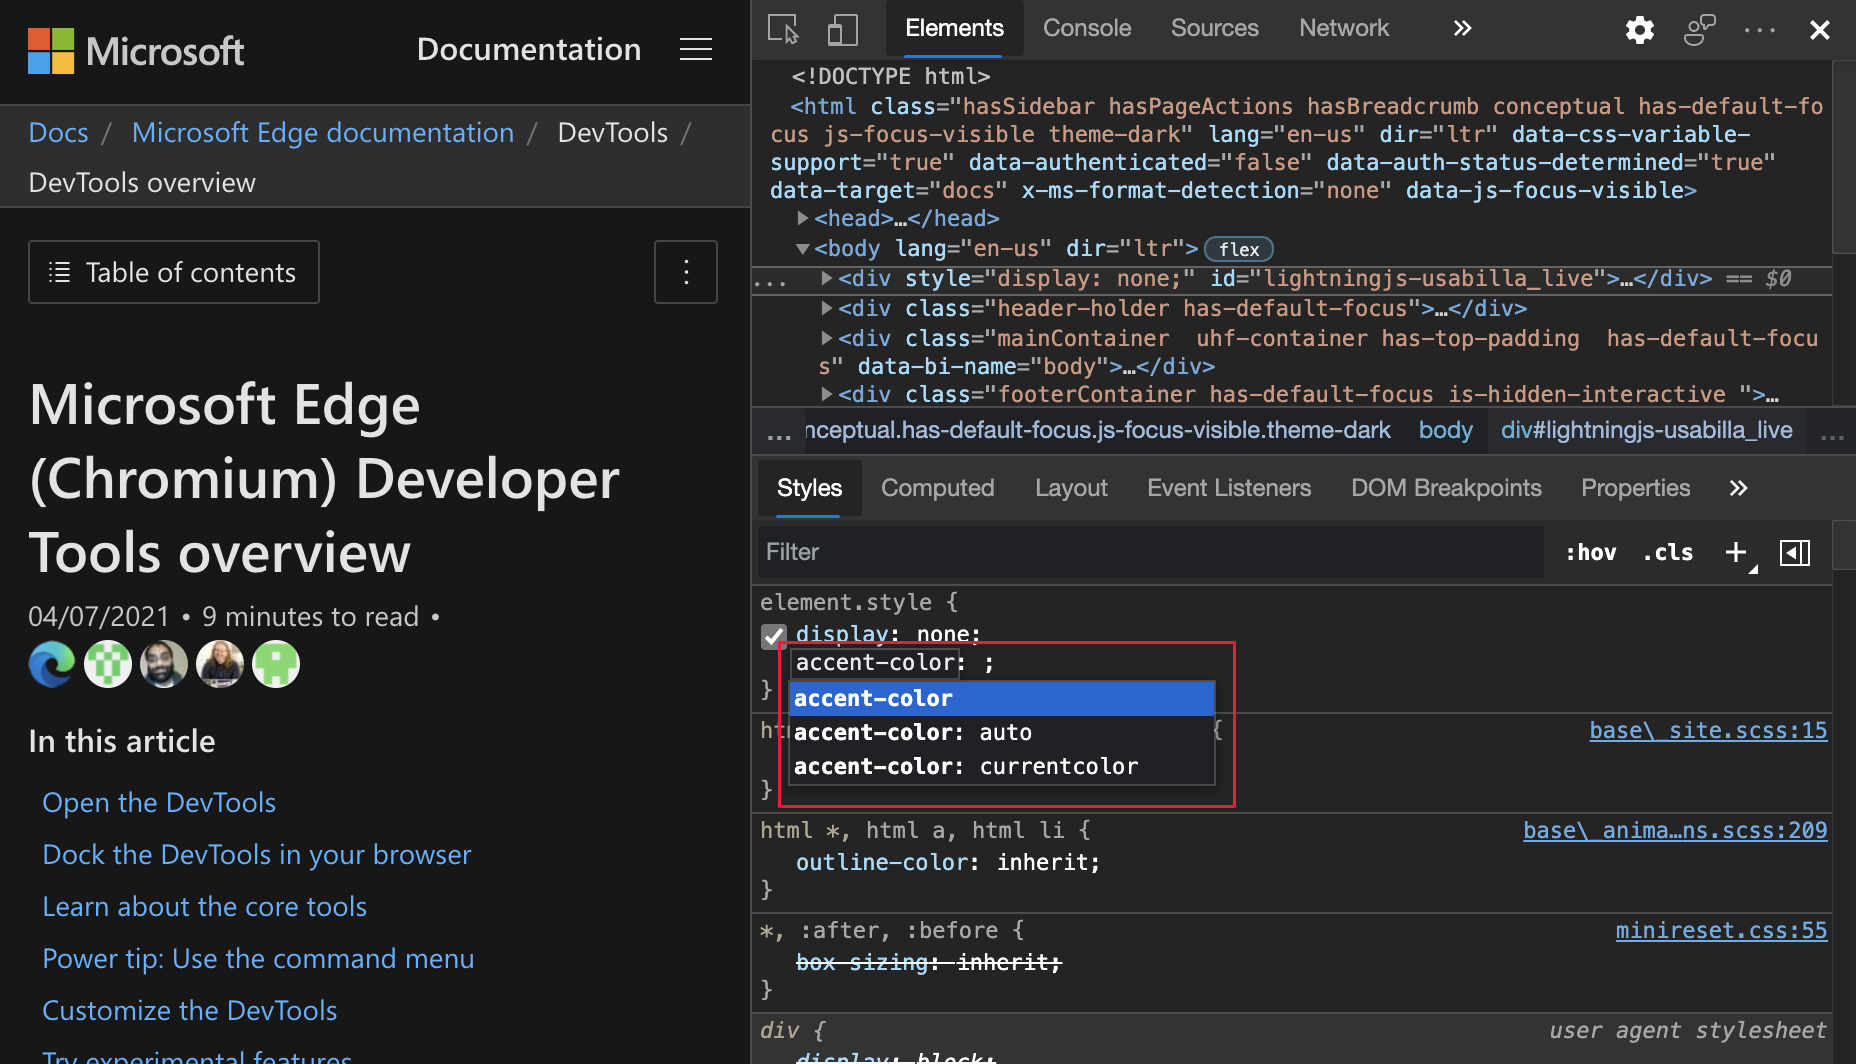 Microsoft
Documentation
Docs / Microsoft Edge documentation / DevTools /
DevTools overview
Table of contents
Microsoft Edge
(Chromium) Developer
Tools overview
04/07/2021 • 9 minutes to read •
In this article
Open the DevTools
Dock the DevTools in your browser
Learn about the core tools
Power tip: Use the command menu
Customize the DevTools
Try experimental features
Elements Console Sources Network
<!DOCTYPE html>
<html class="hasSidebar hasPageActions hasBreadcrumb conceptual has-default-fo
cus js-focus-visible theme-dark" lang="en-us" dir="ltr" data-css-variable-
support="true" data-authenticated="false" data-auth-status-determined="true"
data-target="docs" x-ms-format-detection="none" data-js-focus-visible>
<head>…</head>
<body lang="en-us" dir="ltr"> flex
... <div style="display: none;" id="lightningjs-usabilla_live">…</div> == $0
<div class="header-holder has-default-focus">…</div>
<div class="mainContainer  uhf-container has-top-padding  has-default-focu
s" data-bi-name="body">…</div>
<div class="footerContainer has-default-focus is-hidden-interactive ">…
... nceptual.has-default-focus.js-focus-visible.theme-dark body div#lightningjs-usabilla_live ...
Styles Computed Layout Event Listeners DOM Breakpoints Properties
Filter :hov .cls +
element.style {
display: none;
accent-color: ;
}
accent-color
accent-color: auto
accent-color: currentcolor
{ base\_site.scss:15
}
html *, html a, html li { base\_anima…ns.scss:209
outline-color: inherit;
}
*, :after, :before { minireset.css:55
box-sizing: inherit;
}
div { user agent stylesheet
display: block;